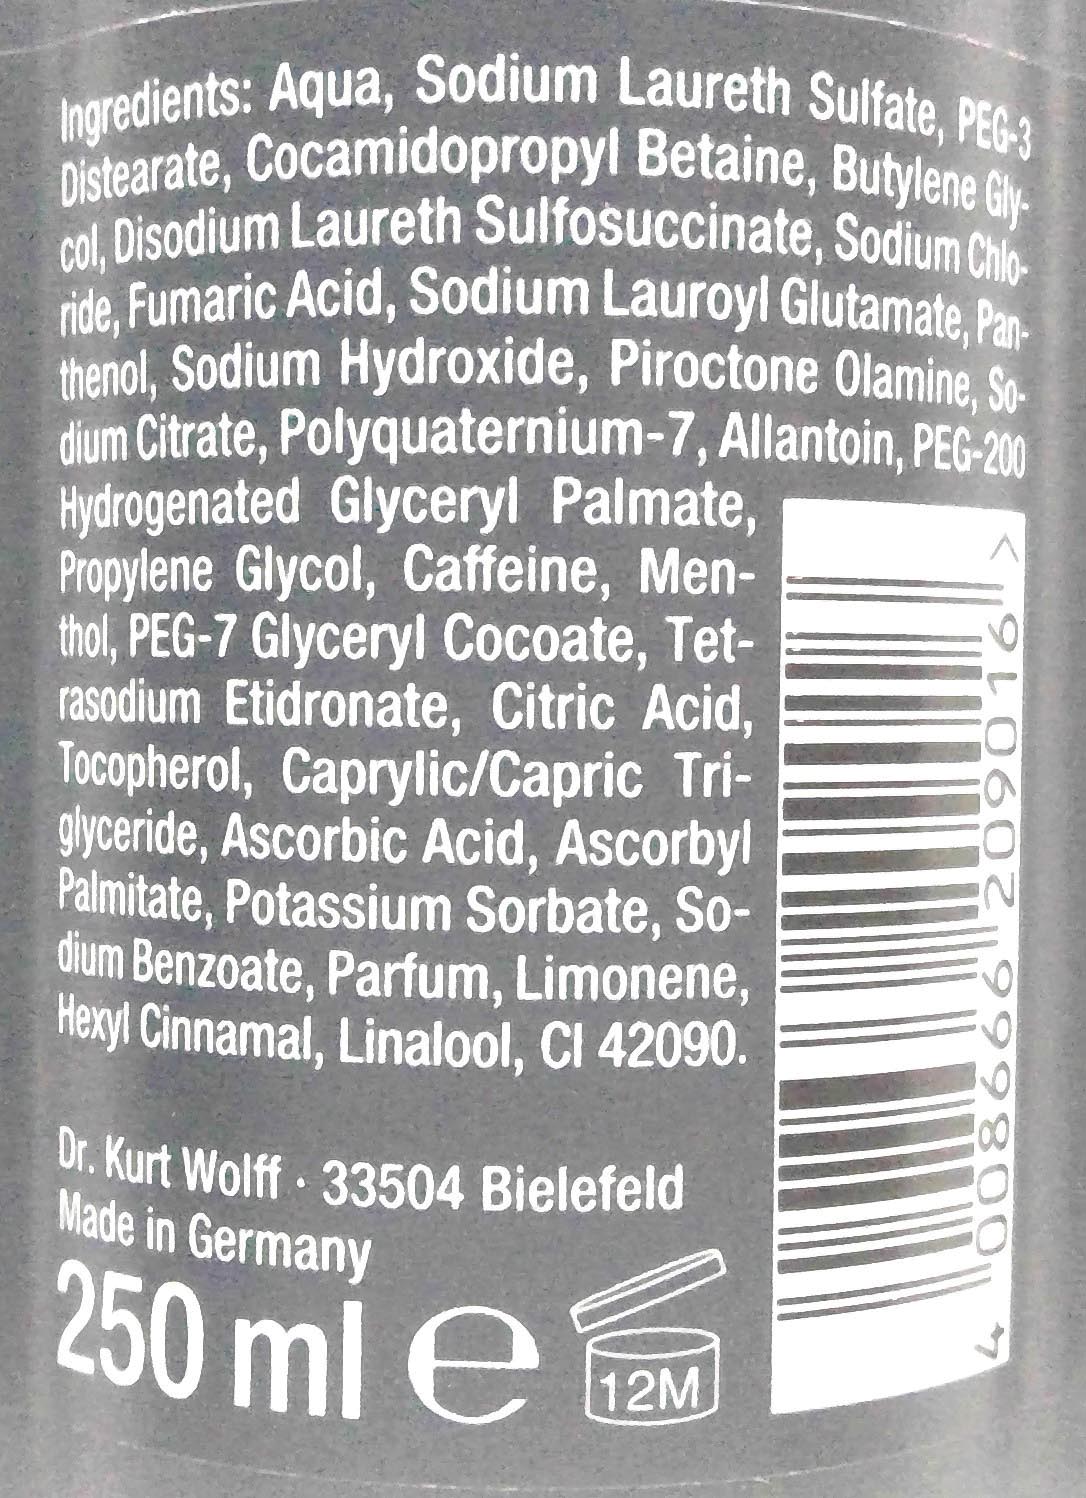 Ingredients: Aqua, Sodium Laureth Sulfate, PEG-3
Distearate, Cocamidopropyl Betaine, Butylene Gly-
col, Disodium Laureth Sulfosuccinate, Sodium Chlo-
ride, Fumaric Acid, Sodium Lauroyl Glutamate, Pan-
thenol, Sodium Hydroxide, Piroctone Olamine, So-
dium Citrate, Polyquaternium-7, Allantoin, PEG-200
Hydrogenated Glyceryl Palmate,
Propylene Glycol, Caffeine, Men-
thol, PEG-7 Glyceryl Cocoate, Tet-
rasodium Etidronate, Citric Acid,
Tocopherol, Caprylic/Capric Tri-
glyceride, Ascorbic Acid, Ascorbyl
Palmitate, Potassium Sorbate, So-
dium Benzoate, Parfum, Limonene,
Hexyl Cinnamal, Linalool, CI 42090.
Dr. Kurt Wolff · 33504 Bielefeld
Made in Germany
250 ml e
12M
4 008666 209016 >